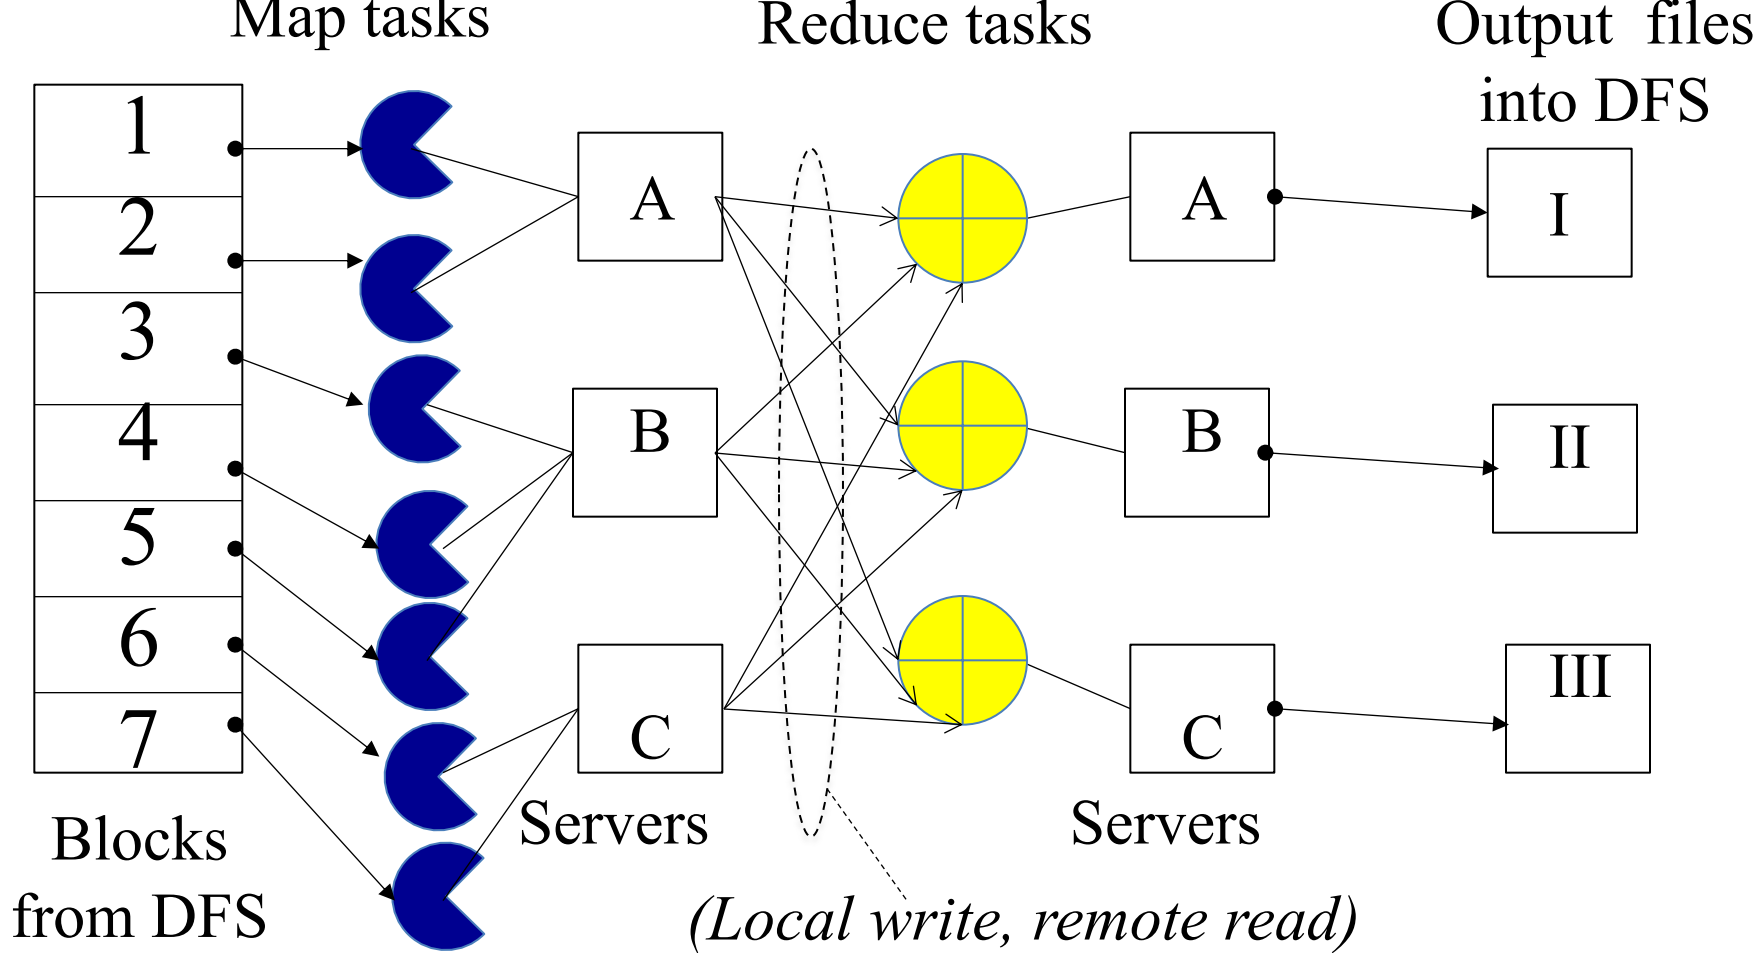 Map tasks
Reduce tasks
Output files
into DFS
1
2
3
4
5
6
7
A
B
C
A
B
C
I
II
III
Servers
Servers
Blocks
from DFS
(Local write, remote read)